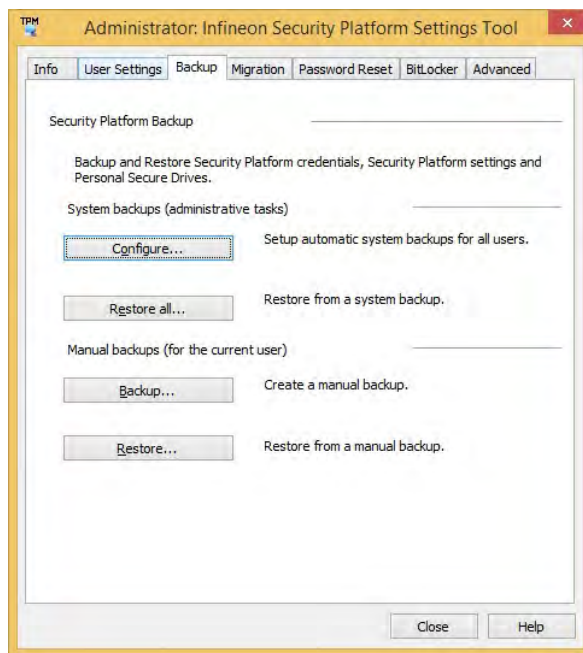 TPM
Administrator: Infineon Security Platform Settings Tool
Info
User Settings
Backup
Migration
Password Reset
BitLocker
Advanced
Security Platform Backup
Backup and Restore Security Platform credentials, Security Platform settings and
Personal Secure Drives.
System backups (administrative tasks)
Configure...
Setup automatic system backups for all users.
Restore all...
Restore from a system backup.
Manual backups (for the current user)
Backup...
Create a manual backup.
Restore...
Restore from a manual backup.
Close
Help